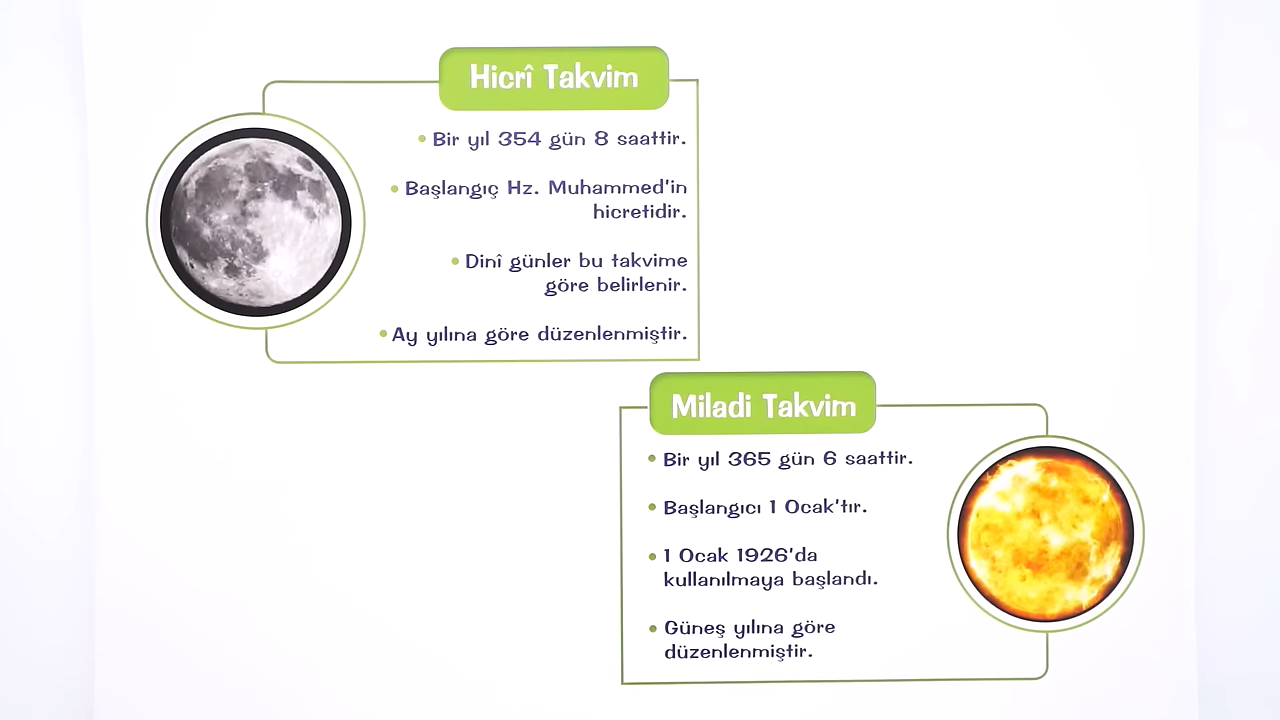 Hicrî Takvim
• Bir yıl 354 gün 8 saattir.
• Başlangıç Hz. Muhammed'in
hicretidir.
• Dinî günler bu takvime
göre belirlenir.
• Ay yılına göre düzenlenmiştir.
Miladi Takvim
• Bir yıl 365 gün 6 saattir.
• Başlangıcı 1 Ocak'tır.
• 1 Ocak 1926'da
kullanılmaya başlandı.
• Güneş yılına göre
düzenlenmiştir.